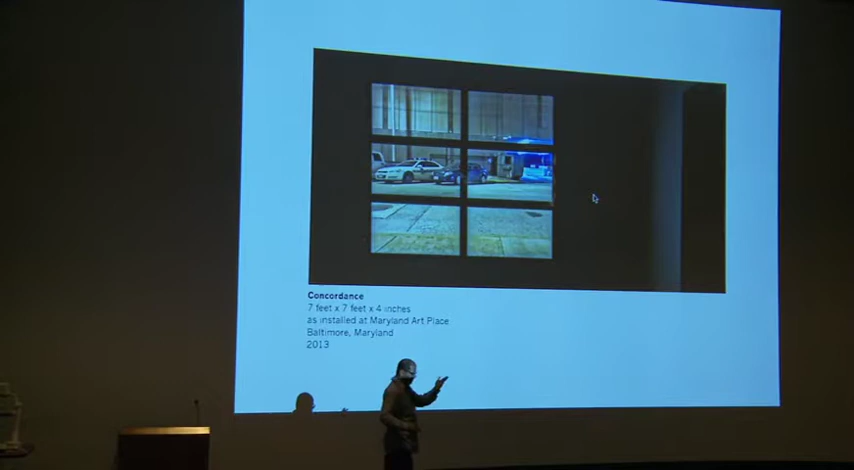 Concordance
7 feet x 7 feet x 4 inches
as installed at Maryland Art Place
Baltimore, Maryland
2013